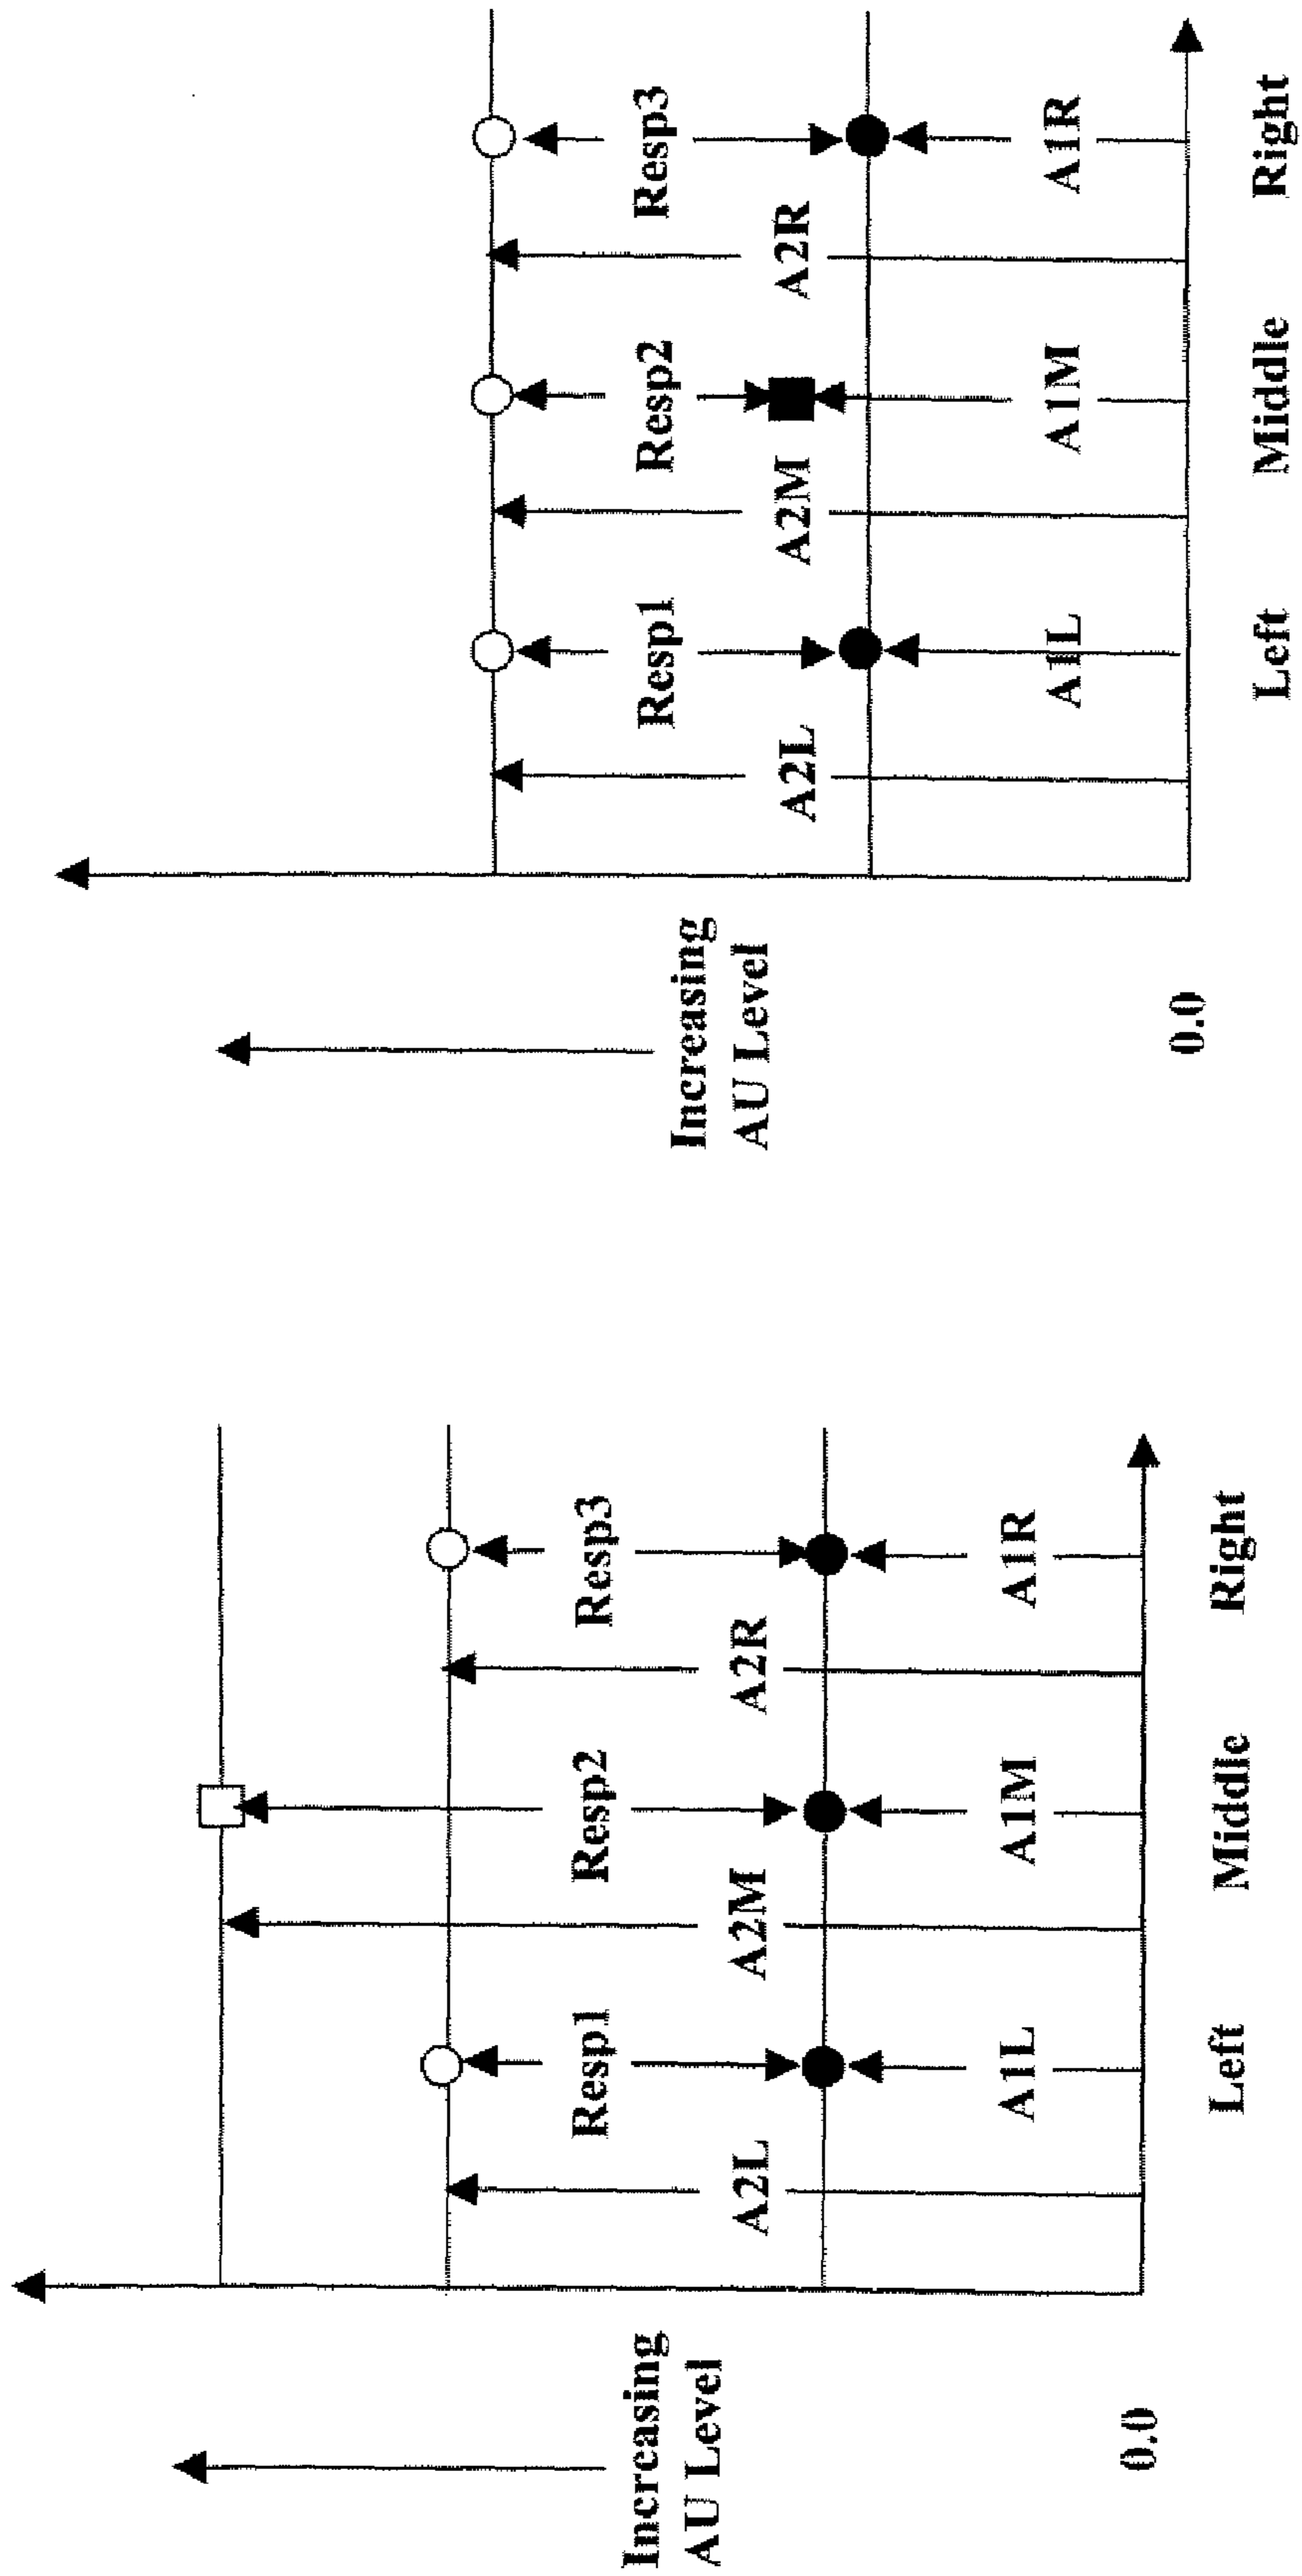 Increasing
AU Level
Resp1 Resp2 Resp3
A2L A2M A2R
A1L A1M A1R
0.0
Left Middle Right
Increasing
AU Level
Resp1 Resp2 Resp3
A2L A2M A2R
A1L A1M A1R
0.0
Left Middle Right